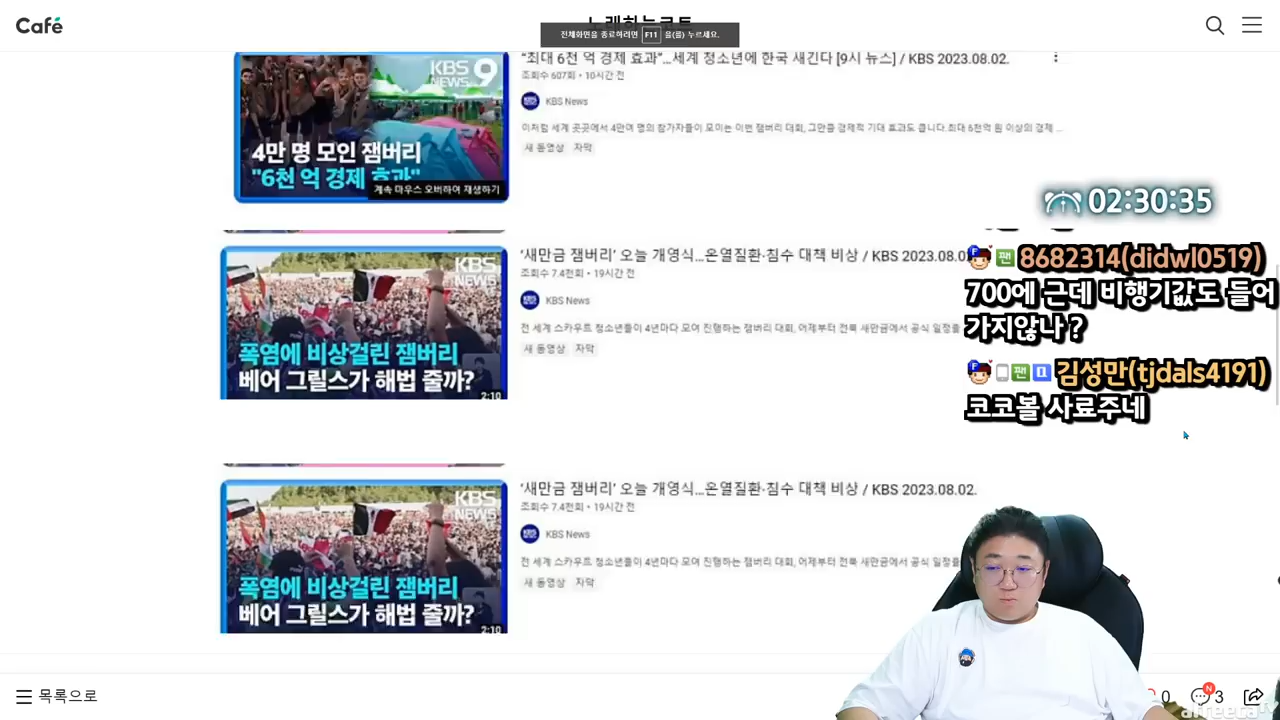 Café
노래하는코트
전체화면을 종료하려면 F11 을(를) 누르세요.
KBS NEWS 9
4만 명 모인 잼버리
"6천 억 경제 효과"
계속 마우스 오버하여 재생하기
"최대 6천 억 경제 효과"…세계 청소년에 한국 새긴다 [9시 뉴스] / KBS 2023.08.02.
조회수 607회 • 10시간 전
KBS News
이처럼 세계 곳곳에서 4만여 명의 참가자들이 모이는 이번 잼버리 대회, 그만큼 경제적 기대 효과도 큽니다.최대 6천억 원 이상의 경제 ...
새 동영상 자막
02:30:35
KBS NEWS
폭염에 비상걸린 잼버리
베어 그릴스가 해법 줄까?
2:10
'새만금 잼버리' 오늘 개영식…온열질환·침수 대책 비상 / KBS 2023.08.0
조회수 7.4천회 • 19시간 전
KBS News
전 세계 스카우트 청소년들이 4년마다 모여 진행하는 잼버리 대회, 어제부터 전북 새만금에서 공식 일정을
새 동영상 자막
8682314(didwl0519)
700에 근데 비행기값도 들어
가지않나 ?
김성만(tjdals4191)
코코볼 사료주네
KBS NEWS
폭염에 비상걸린 잼버리
베어 그릴스가 해법 줄까?
2:10
'새만금 잼버리' 오늘 개영식…온열질환·침수 대책 비상 / KBS 2023.08.02.
조회수 7.4천회 • 19시간 전
KBS News
전 세계 스카우트 청소년들이 4년마다 모여 진행하는 잼버리 대회, 어제부터 전북 새만금에서 공식 일정을
새 동영상 자막
목록으로
0
N
3
afreecaTV